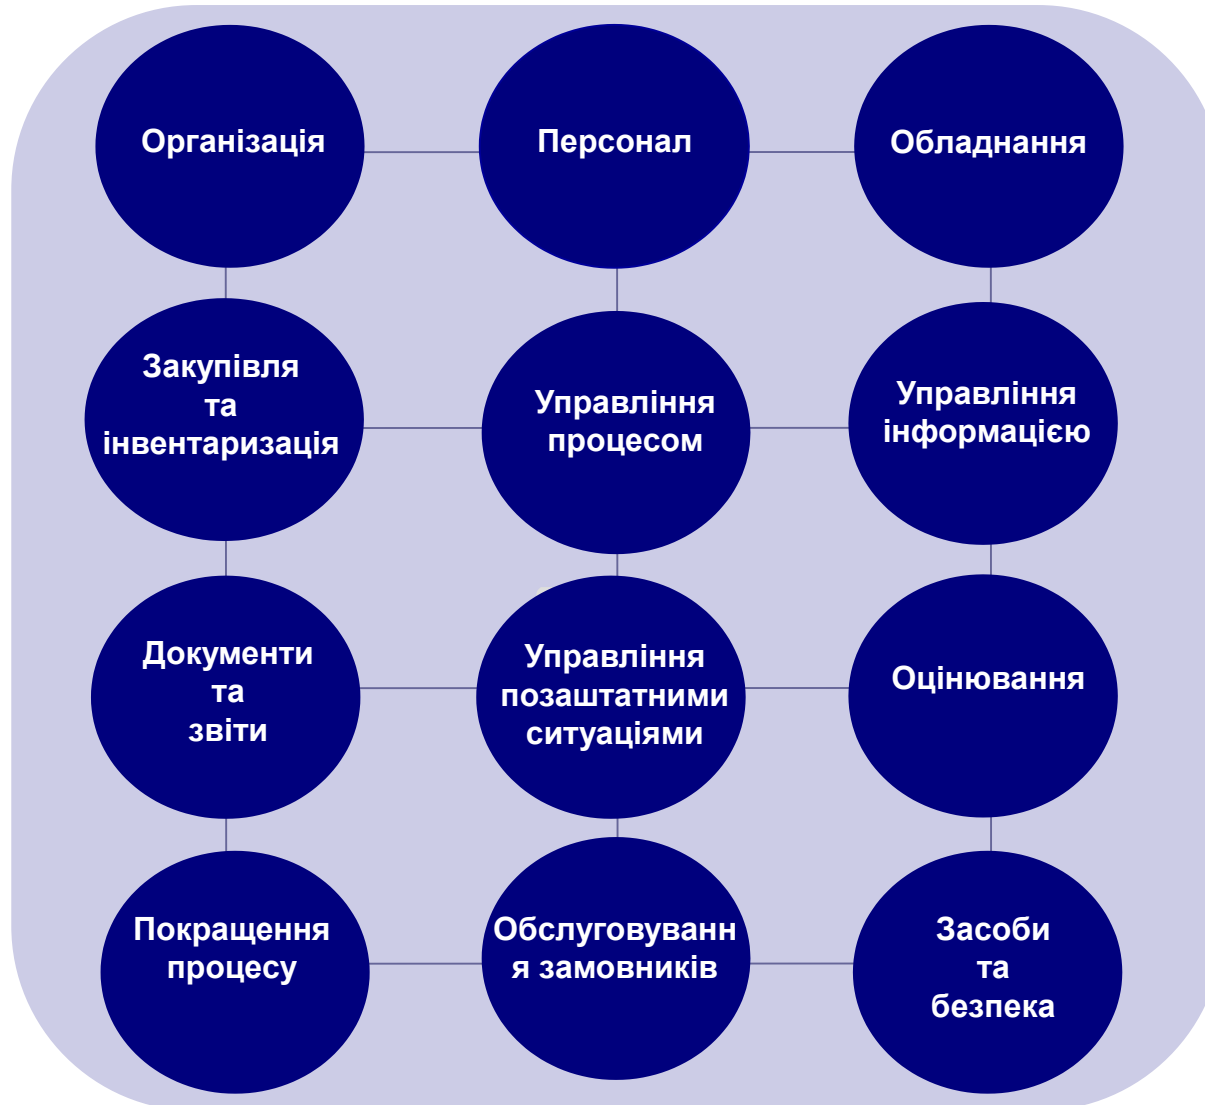 Організація
Персонал
Обладнання
Закупівля
та
інвентаризація
Управління
процесом
Управління
інформацією
Документи
та
звіти
Управління
позаштатними
ситуаціями
Оцінювання
Покращення
процесу
Обслуговуванн
я замовників
Засоби
та
безпека